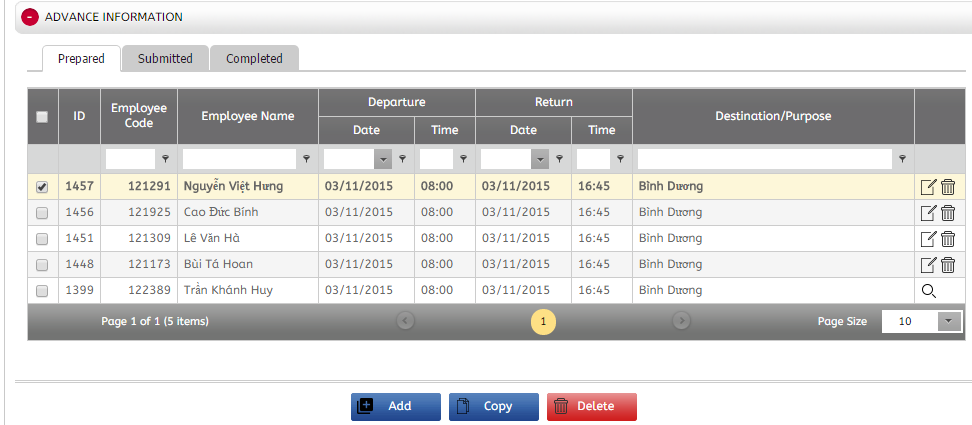 ADVANCE INFORMATION
Prepared Submitted Completed
ID Employee Code Employee Name Departure Return Destination/Purpose
Date Time Date Time
1457 121291 Nguyễn Việt Hưng 03/11/2015 08:00 03/11/2015 16:45 Bình Dương
1456 121925 Cao Đức Bính 03/11/2015 08:00 03/11/2015 16:45 Bình Dương
1451 121309 Lê Văn Hà 03/11/2015 08:00 03/11/2015 16:45 Bình Dương
1448 121173 Bùi Tá Hoan 03/11/2015 08:00 03/11/2015 16:45 Bình Dương
1399 122389 Trần Khánh Huy 03/11/2015 08:00 03/11/2015 16:45 Bình Dương
Page 1 of 1 (5 items) 1 Page Size 10
Add Copy Delete